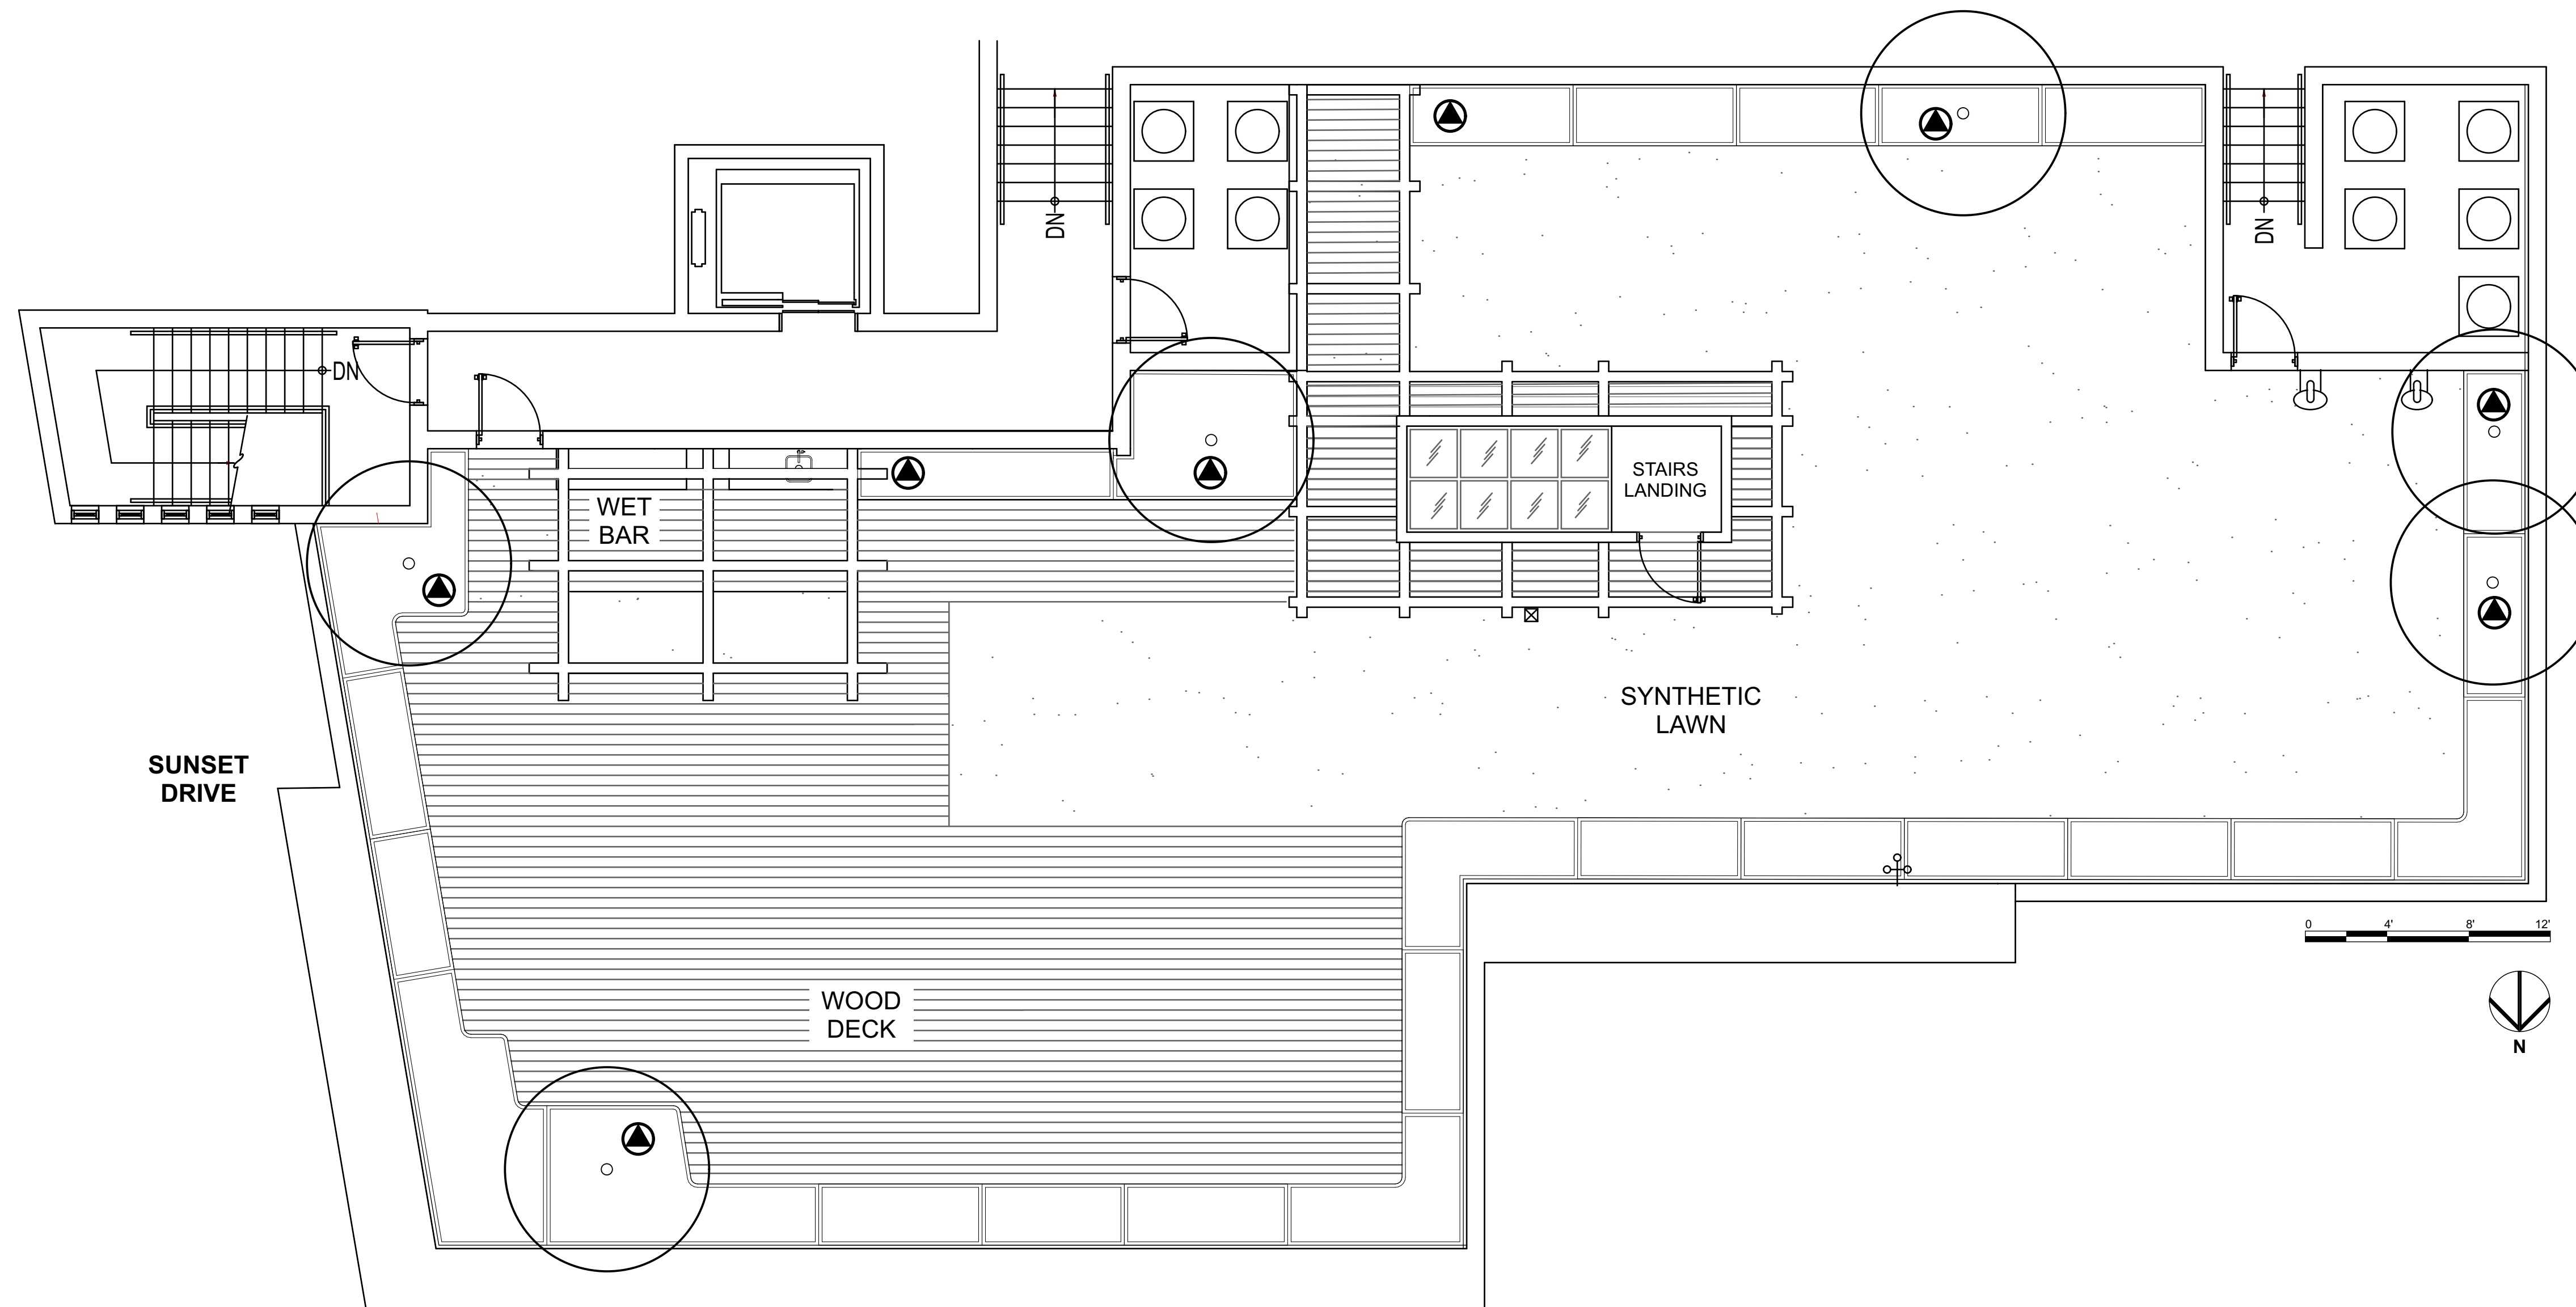 DN
DN
DN
WET
BAR
STAIRS
LANDING
SYNTHETIC
LAWN
SUNSET
DRIVE
0 4' 8' 12'
WOOD
DECK
N